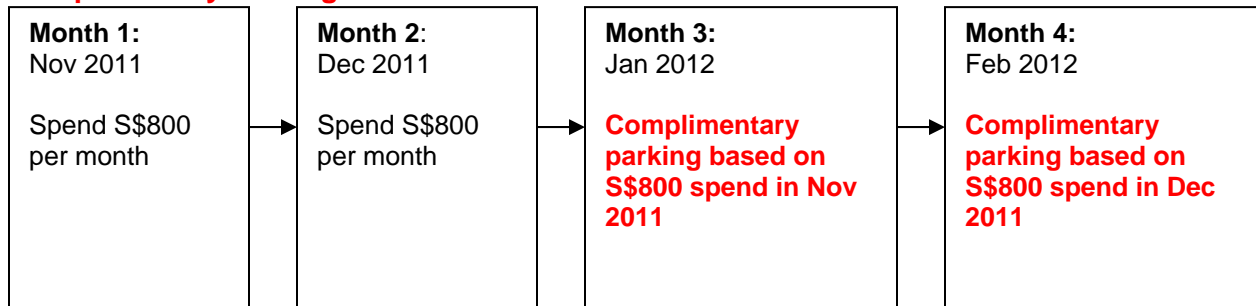 Month 1:
Nov 2011
Spend S$800
per month
Month 2:
Dec 2011
Spend S$800
per month
Month 3:
Jan 2012
Complimentary
parking based on
S$800 spend in Nov
2011
Month 4:
Feb 2012
Complimentary
parking based on
S$800 spend in Dec
2011